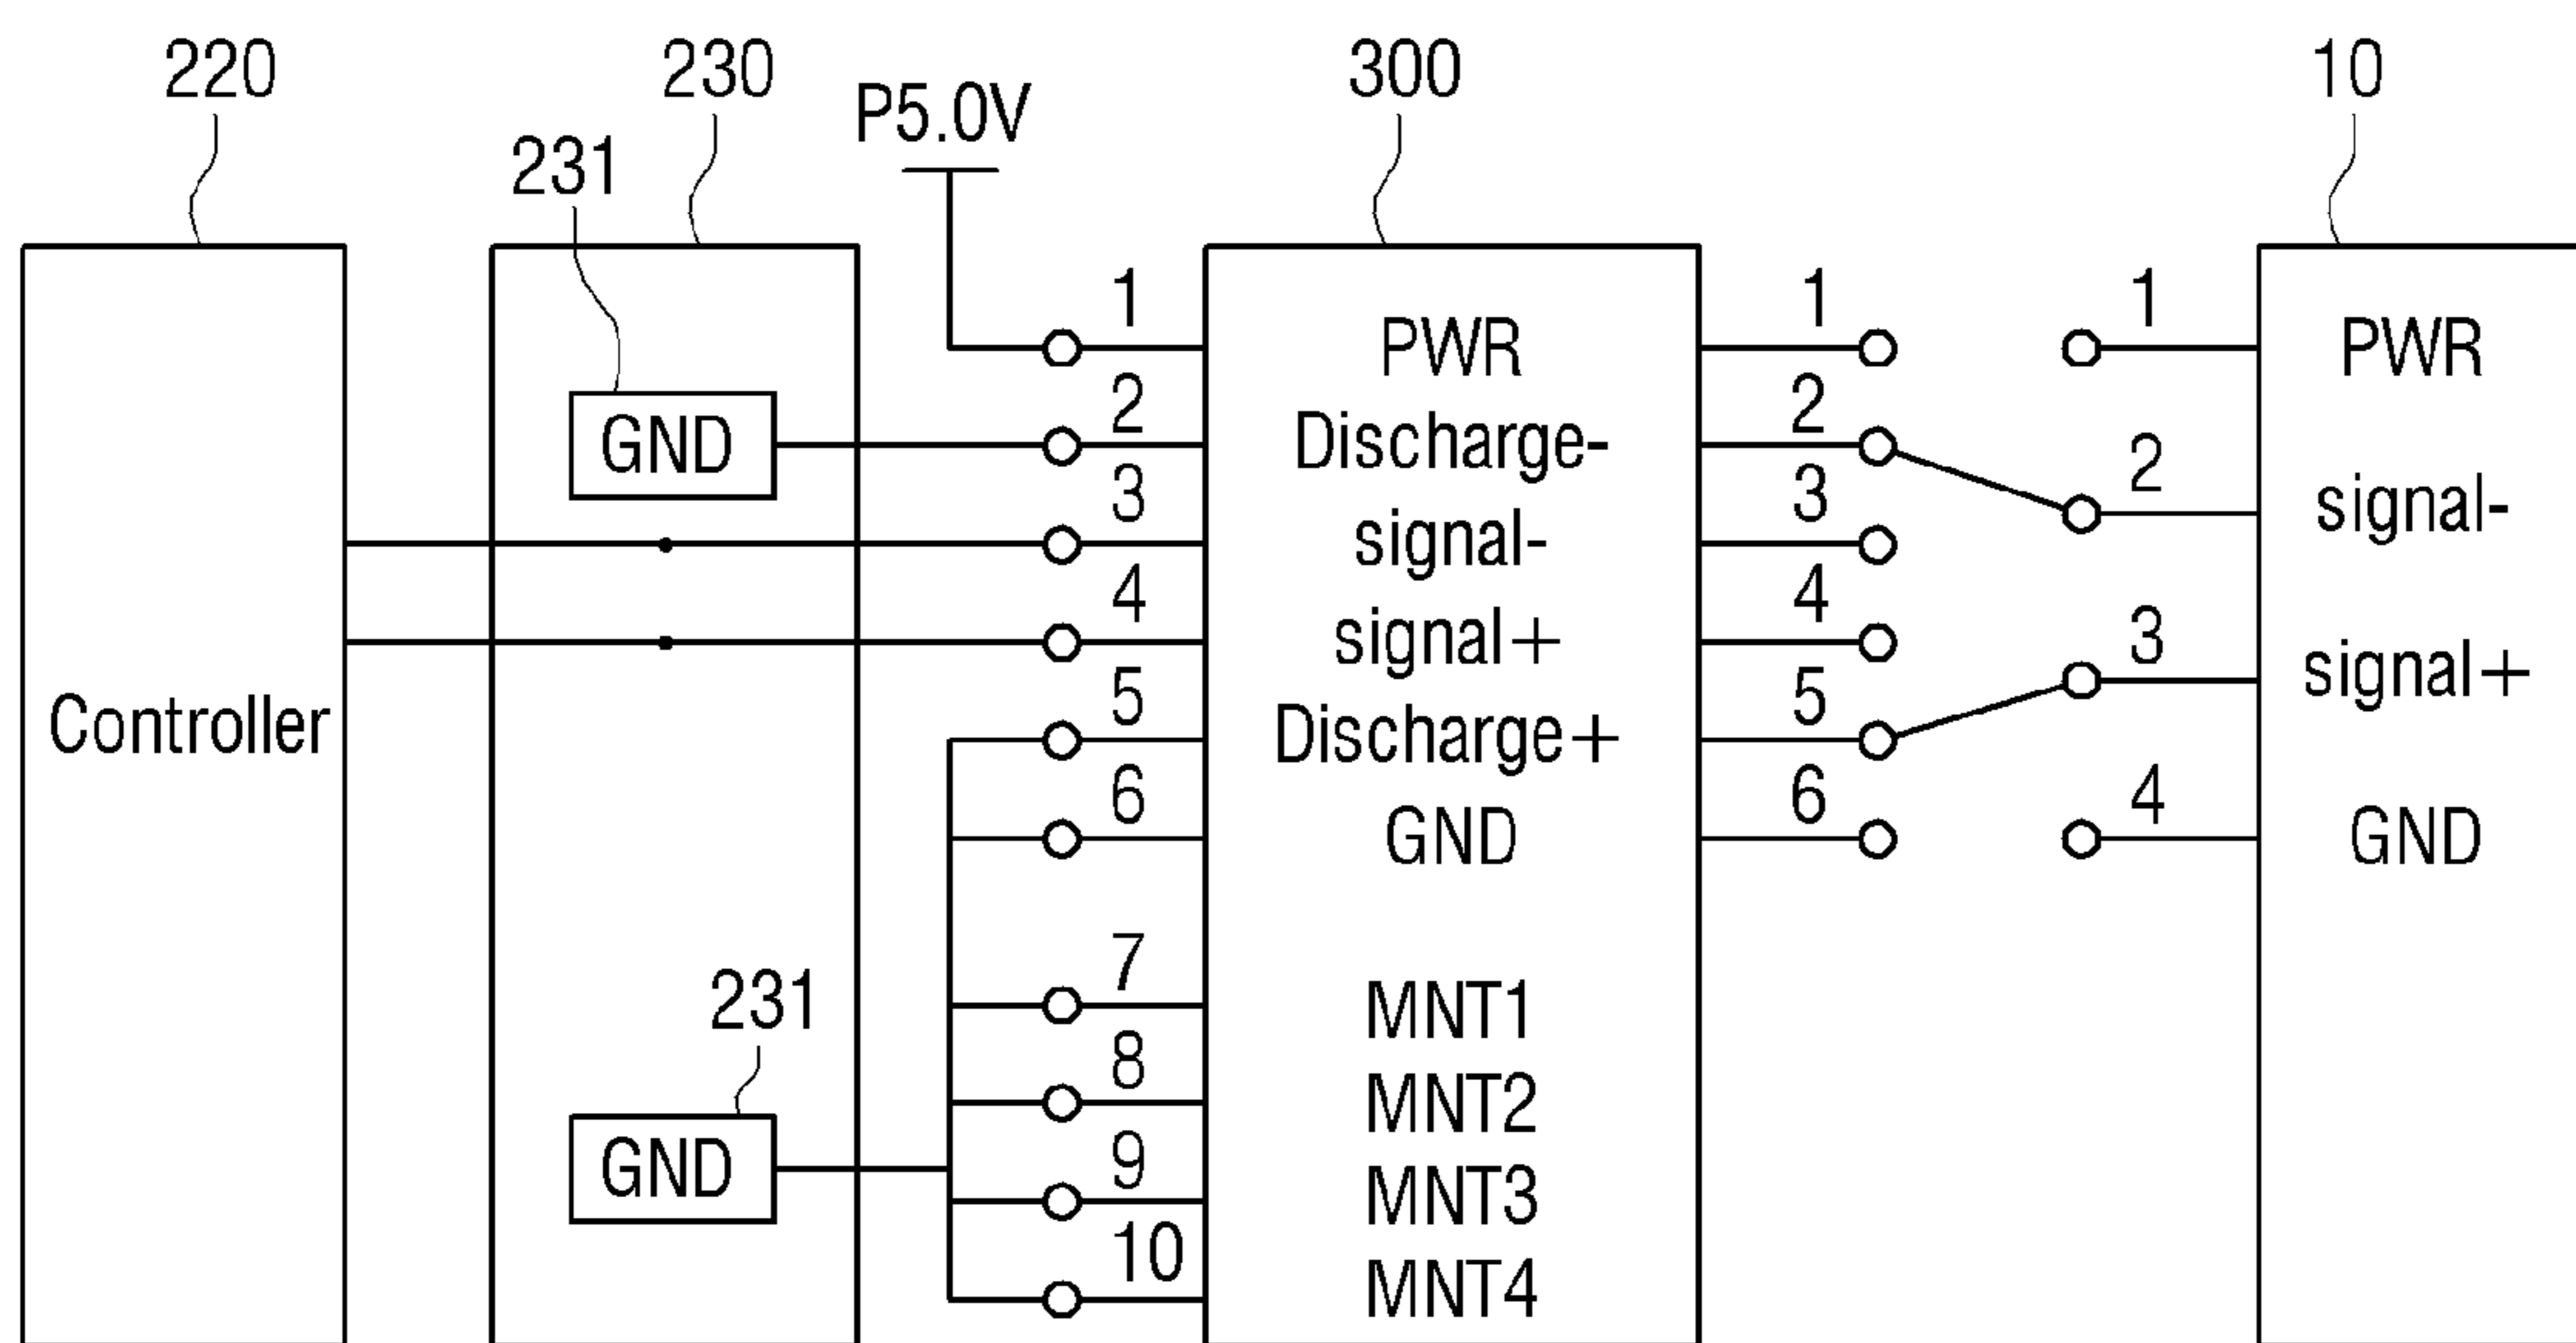 220
230
300
10
P5.0V
231
1
1
1
PWR
PWR
2
2
GND
Discharge-
2
signal-
3
3
signal-
4
4
3
signal+
signal+
Controller
5
Discharge+
5
6
GND
6
4
GND
7
MNT1
231
8
MNT2
GND
9
MNT3
10
MNT4